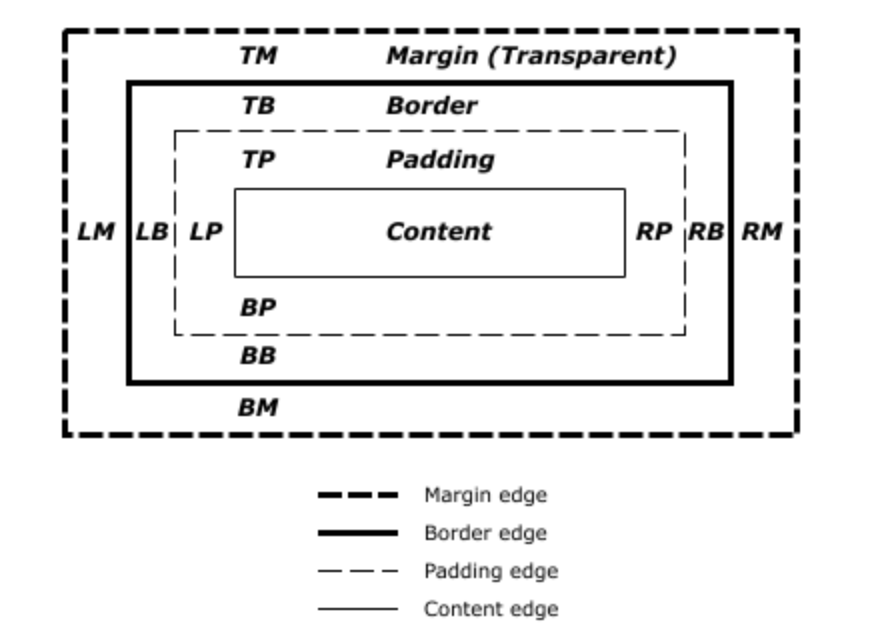 TM Margin (Transparent)
TB Border
TP Padding
LM LB LP Content RP RB RM
BP
BB
BM
Margin edge
Border edge
Padding edge
Content edge